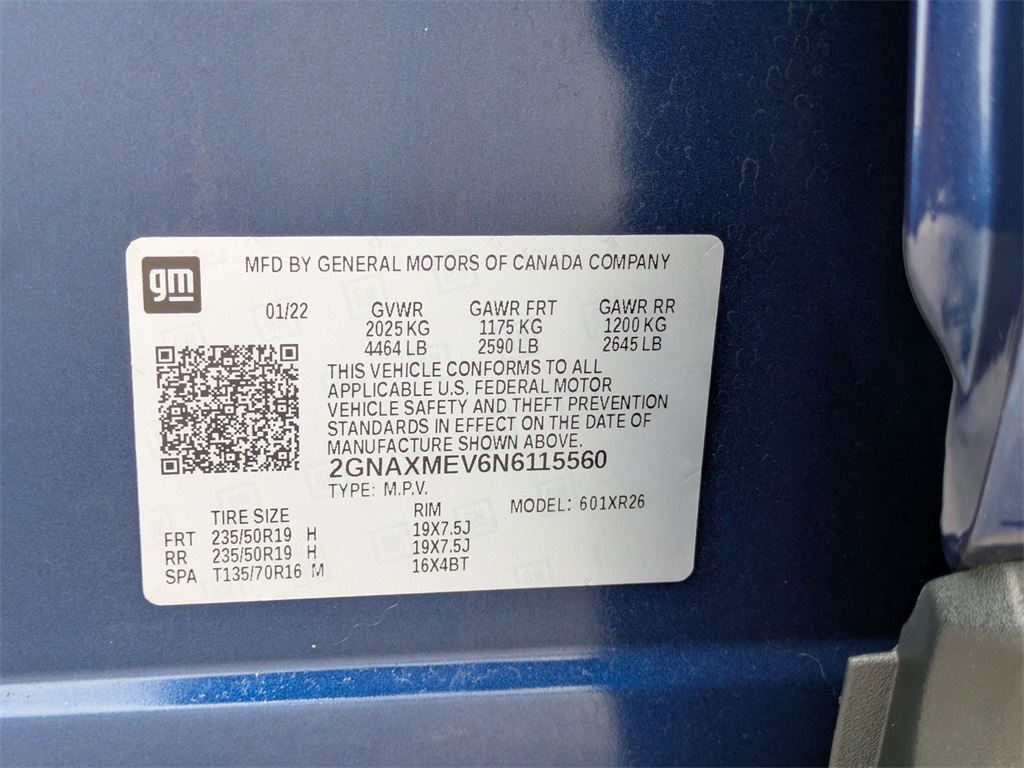 gm
MFD BY GENERAL MOTORS OF CANADA COMPANY
01/22 GVWR GAWR FRT GAWR RR
2025 KG 1175 KG 1200 KG
4464 LB 2590 LB 2645 LB
THIS VEHICLE CONFORMS TO ALL
APPLICABLE U.S. FEDERAL MOTOR
VEHICLE SAFETY AND THEFT PREVENTION
STANDARDS IN EFFECT ON THE DATE OF
MANUFACTURE SHOWN ABOVE.
2GNAXMEV6N6115560
TYPE: M.P.V. MODEL: 601XR26
TIRE SIZE RIM
FRT 235/50R19 H 19X7.5J
RR 235/50R19 H 19X7.5J
SPA T135/70R16 M 16X4BT